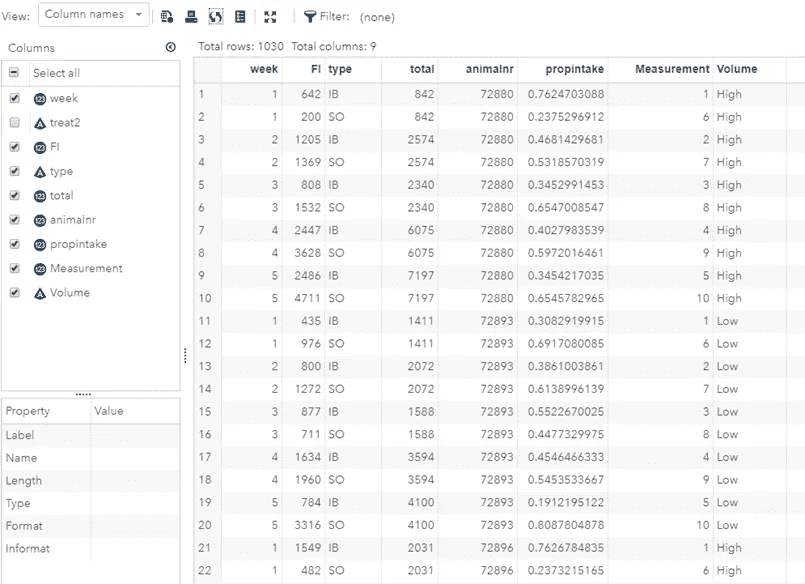 View: Column names Filter: (none)
Columns
Select all
week
treat2
FI
type
total
animalnr
propintake
Measurement
Volume
Property Value
Label
Name
Length
Type
Format
Informat
Total rows: 1030 Total columns: 9
week FI type total animalnr propintake Measurement Volume
1 1 642 IB 842 72880 0.7624703088 1 High
2 1 200 SO 842 72880 0.2375296912 6 High
3 2 1205 IB 2574 72880 0.4681429681 2 High
4 2 1369 SO 2574 72880 0.5318570319 7 High
5 3 808 IB 2340 72880 0.3452991453 3 High
6 3 1532 SO 2340 72880 0.6547008547 8 High
7 4 2447 IB 6075 72880 0.4027983539 4 High
8 4 3628 SO 6075 72880 0.5972016461 9 High
9 5 2486 IB 7197 72880 0.3454217035 5 High
10 5 4711 SO 7197 72880 0.6545782965 10 High
11 1 435 IB 1411 72893 0.3082919915 1 Low
12 1 976 SO 1411 72893 0.6917080085 6 Low
13 2 800 IB 2072 72893 0.3861003861 2 Low
14 2 1272 SO 2072 72893 0.6138996139 7 Low
15 3 877 IB 1588 72893 0.5522670025 3 Low
16 3 711 SO 1588 72893 0.4477329975 8 Low
17 4 1634 IB 3594 72893 0.4546466333 4 Low
18 4 1960 SO 3594 72893 0.5453533667 9 Low
19 5 784 IB 4100 72893 0.1912195122 5 Low
20 5 3316 SO 4100 72893 0.8087804878 10 Low
21 1 1549 IB 2031 72896 0.7626784835 1 High
22 1 482 SO 2031 72896 0.2373215165 6 High